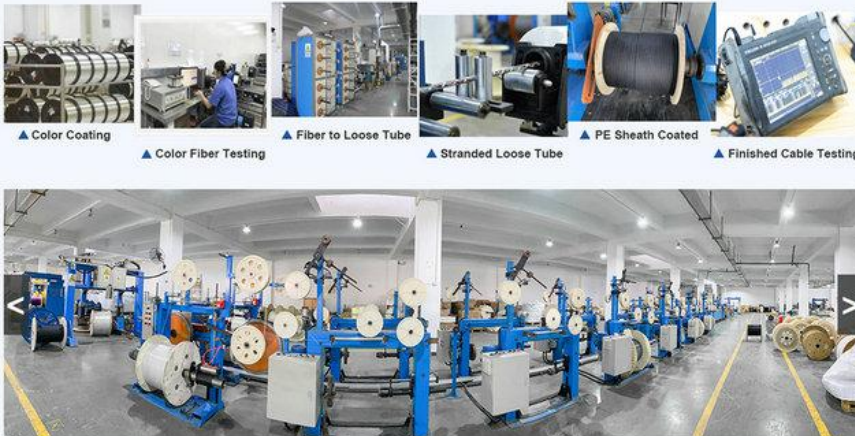 ▲ Color Coating
▲ Color Fiber Testing
▲ Fiber to Loose Tube
▲ Stranded Loose Tube
▲ PE Sheath Coated
▲ Finished Cable Testing
< >